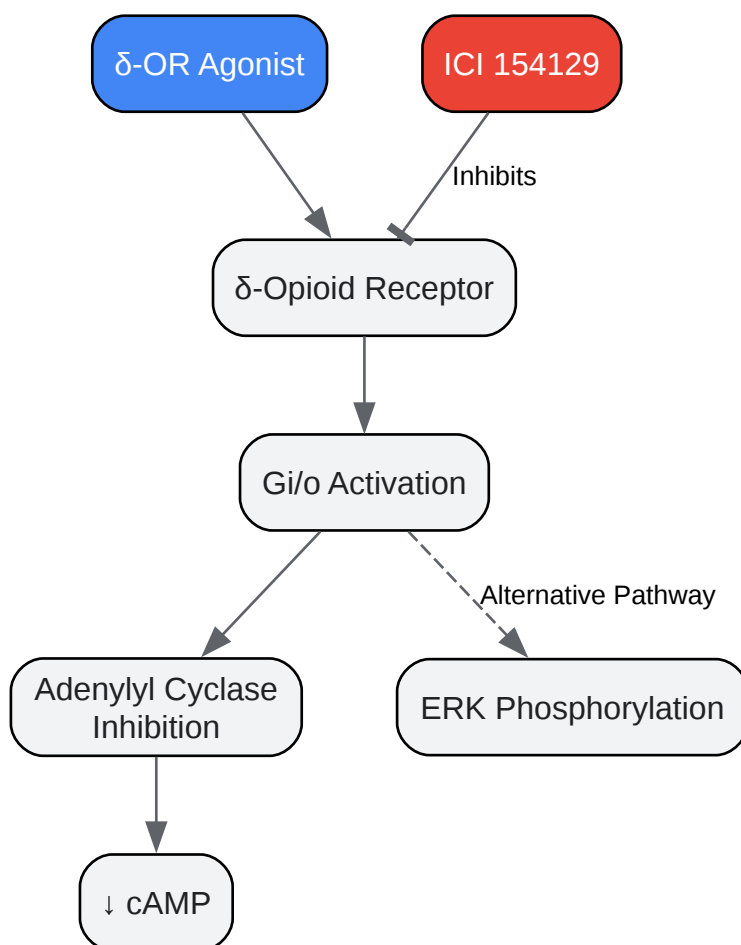 δ-OR Agonist
ICI 154129
Inhibits
δ-Opioid Receptor
Gi/o Activation
Alternative Pathway
Adenylyl Cyclase
Inhibition
ERK Phosphorylation
↓ cAMP